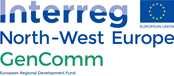 Interreg
EUROPEAN UNION
North-West Europe
GenComm
European Regional Development Fund